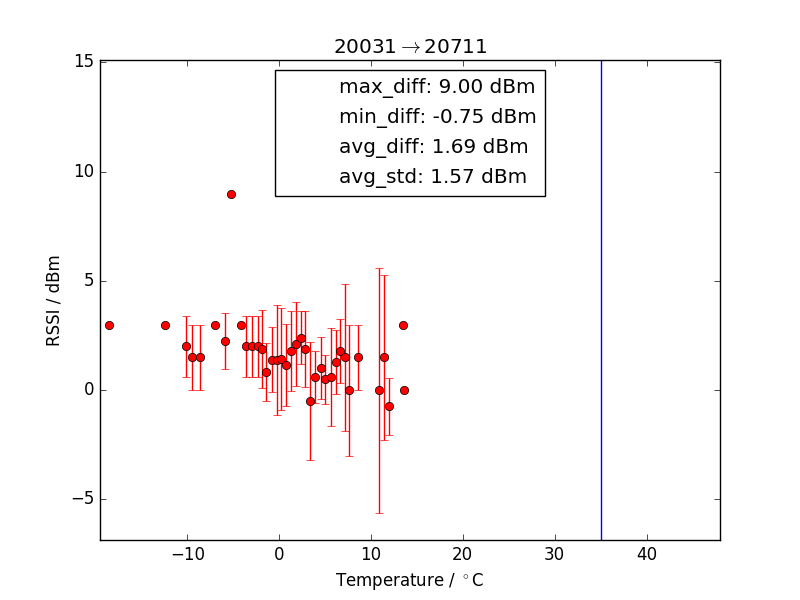 20031→20711
max_diff: 9.00 dBm
min_diff: -0.75 dBm
avg_diff: 1.69 dBm
avg_std: 1.57 dBm
15
10
5
0
−5
RSSI / dBm
−10 0 10 20 30 40
Temperature / °C